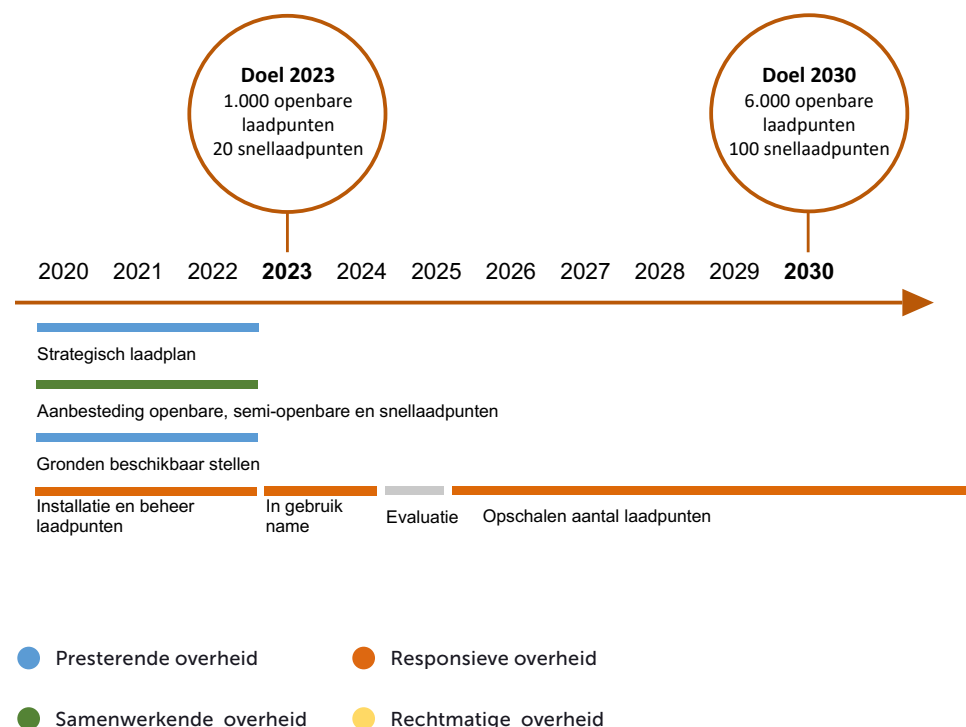 Doel 2023
1.000 openbare
laadpunten
20 snellaadpunten
Doel 2030
6.000 openbare
laadpunten
100 snellaadpunten
2020 2021 2022 2023 2024 2025 2026 2027 2028 2029 2030
Strategisch laadplan
Aanbesteding openbare, semi-openbare en snellaadpunten
Gronden beschikbaar stellen
Installatie en beheer
laadpunten
In gebruik
name
Evaluatie
Opschalen aantal laadpunten
Presterende overheid
Responsieve overheid
Samenwerkende overheid
Rechtmatige overheid